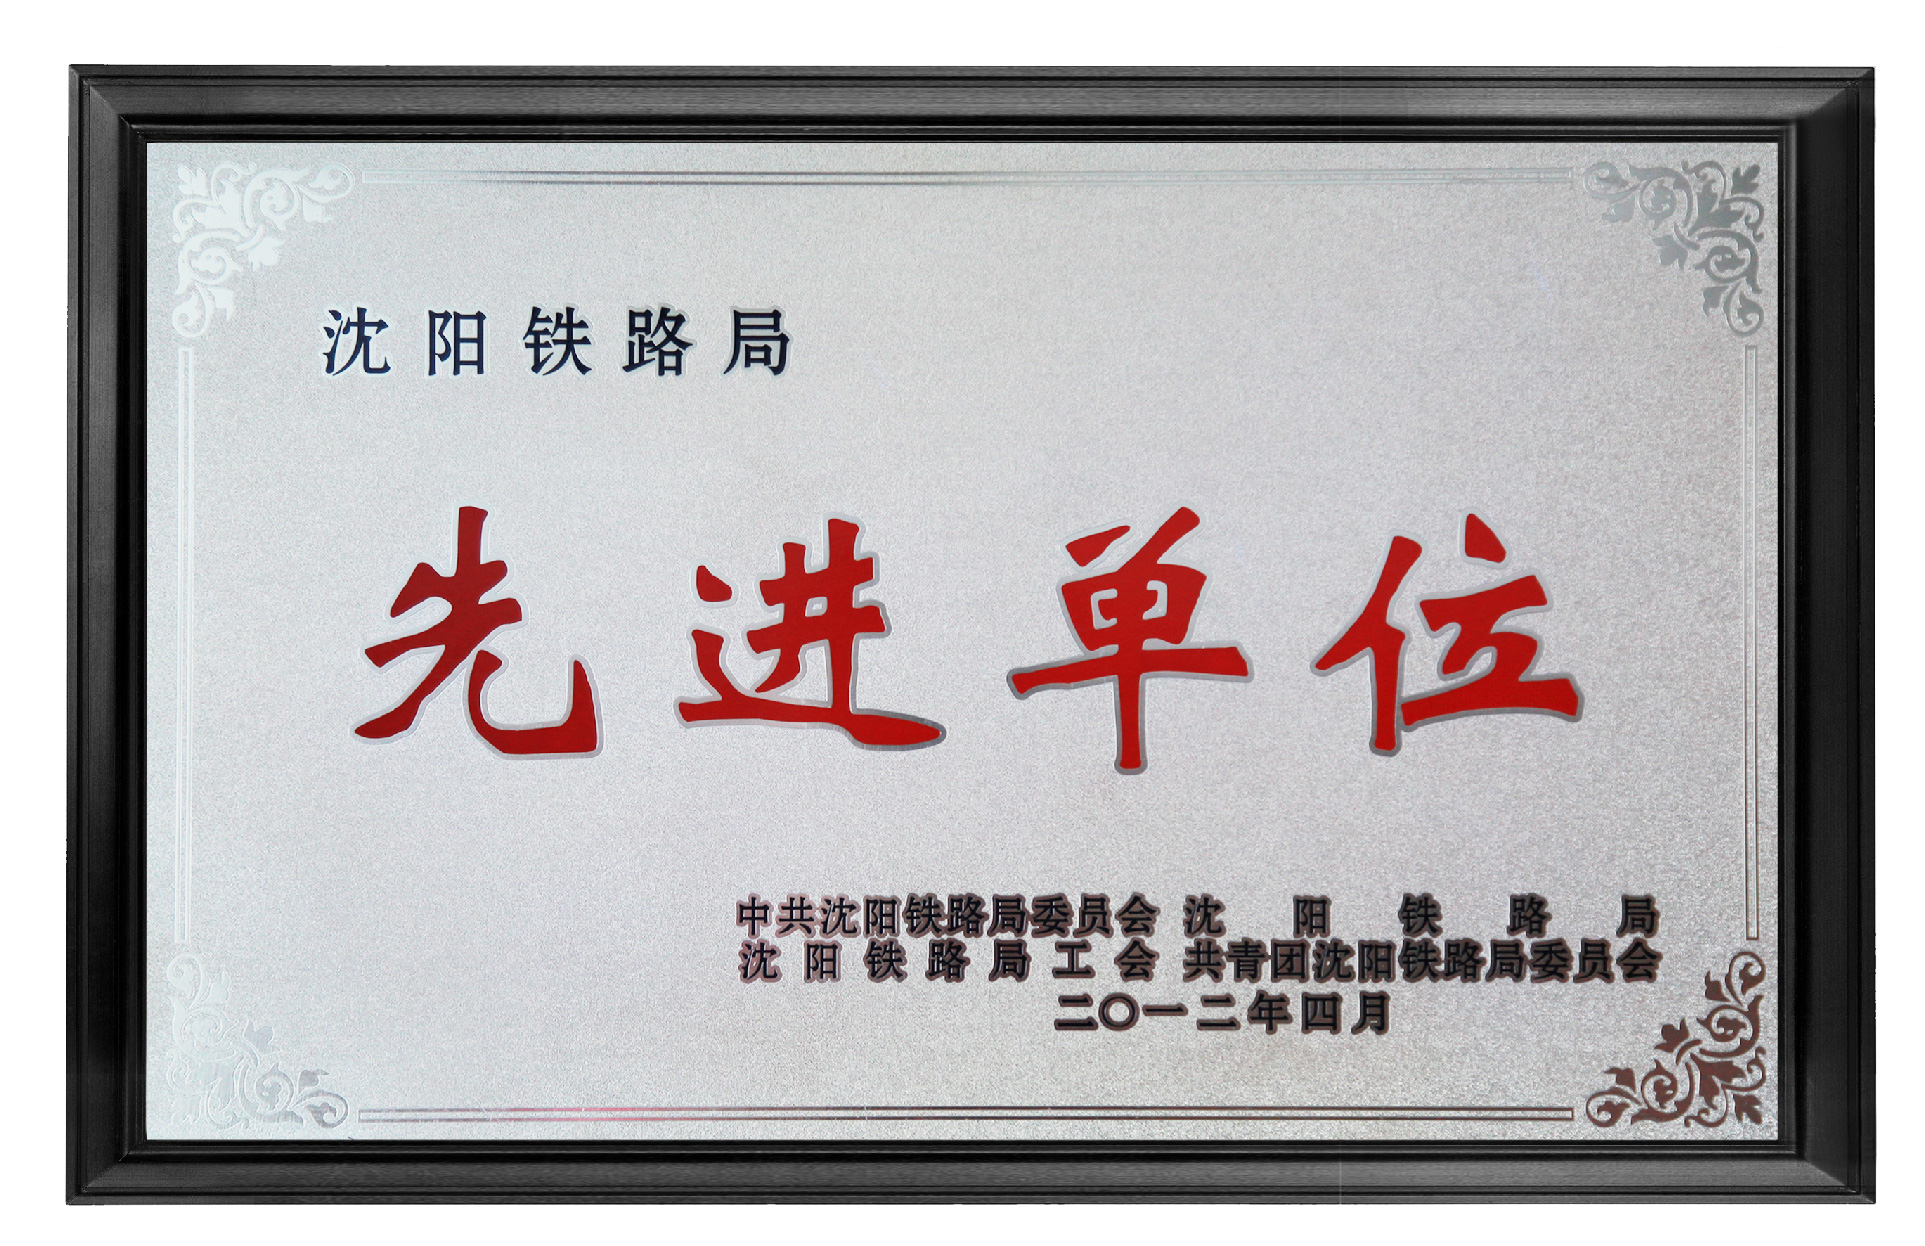 沈阳铁路局
先进单位
中共沈阳铁路局委员会 沈阳铁路局
沈阳铁路局工会 共青团沈阳铁路局委员会
二〇一二年四月